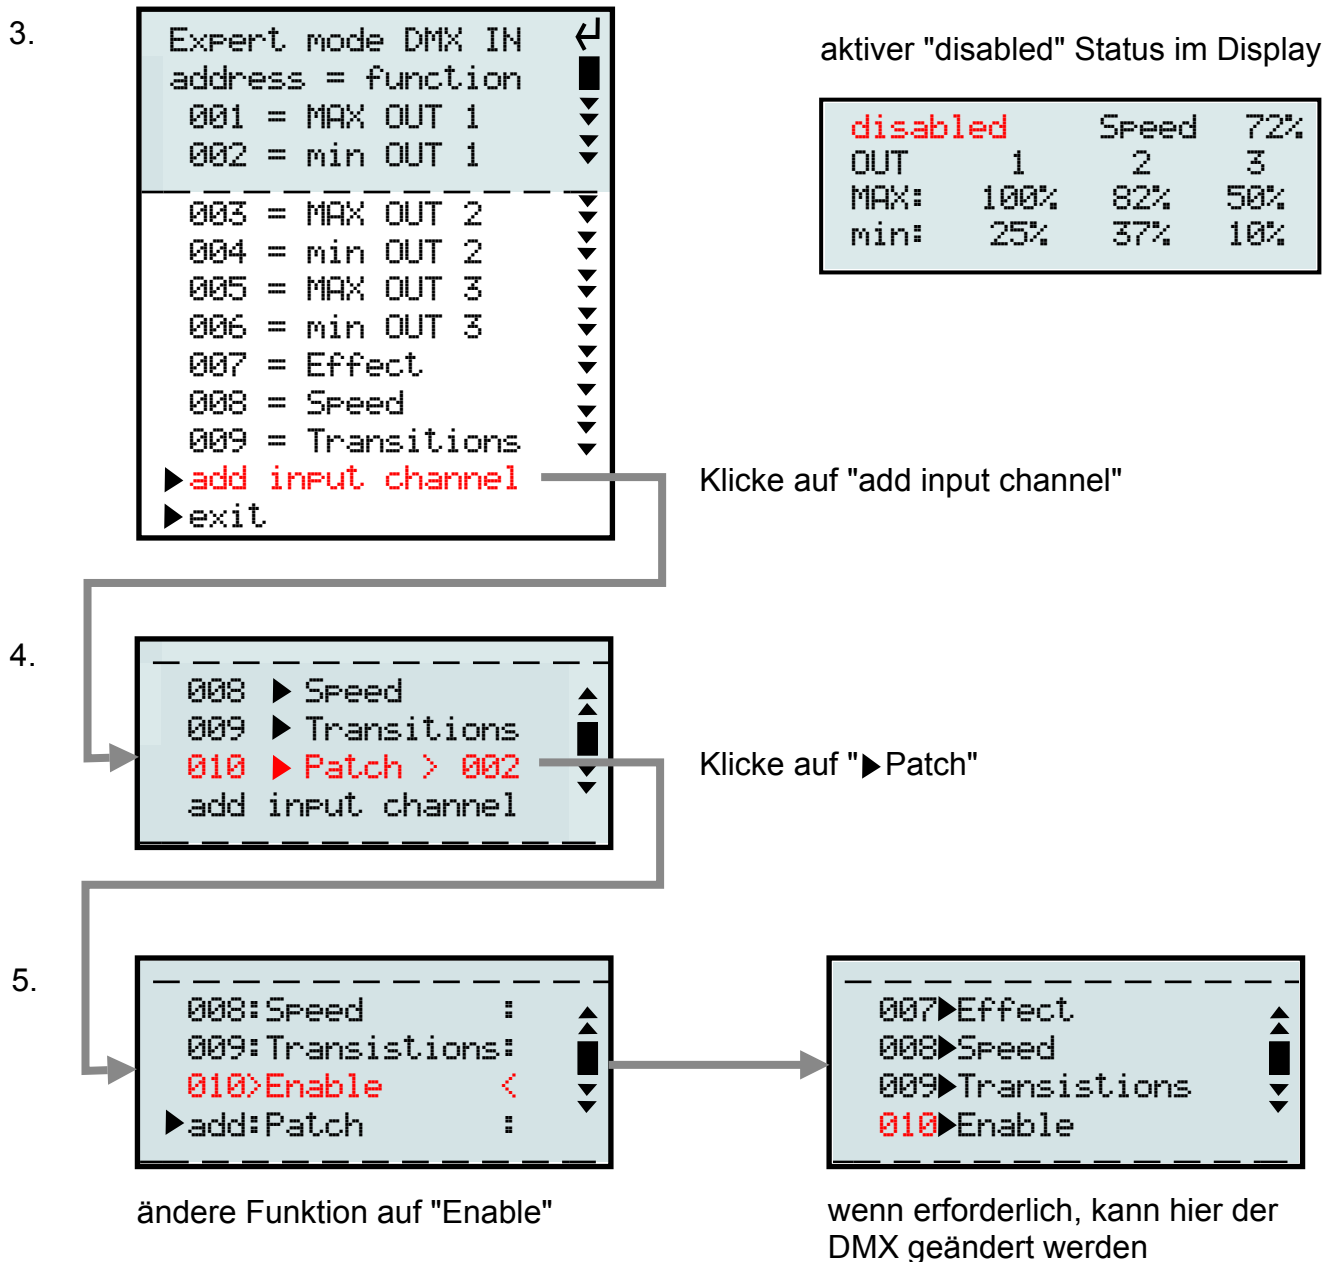 3.
Expert mode DMX IN
address = function
001 = MAX OUT 1
002 = min OUT 1
003 = MAX OUT 2
004 = min OUT 2
005 = MAX OUT 3
006 = min OUT 3
007 = Effect
008 = Speed
009 = Transitions
▶add input channel
▶exit
aktiver "disabled" Status im Display
disabled Speed 72%
OUT 1 2 3
MAX: 100% 82% 50%
min: 25% 37% 10%
Klicke auf "add input channel"
4.
008 ▶ Speed
009 ▶ Transitions
010 ▶ Patch > 002
add input channel
Klicke auf "▶Patch"
5.
008:Speed :
009:Transistions:
010>Enable <
▶add:Patch :
ändere Funktion auf "Enable"
007▶Effect
008▶Speed
009▶Transistions
010▶Enable
wenn erforderlich, kann hier der
DMX geändert werden